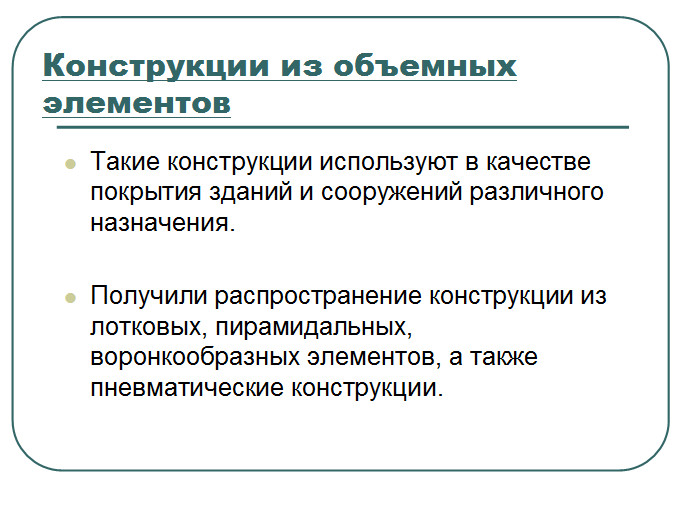 Конструкции из объемных
элементов
Такие конструкции используют в качестве
покрытия зданий и сооружений различного
назначения.
Получили распространение конструкции из
лотковых, пирамидальных,
воронкообразных элементов, а также
пневматические конструкции.